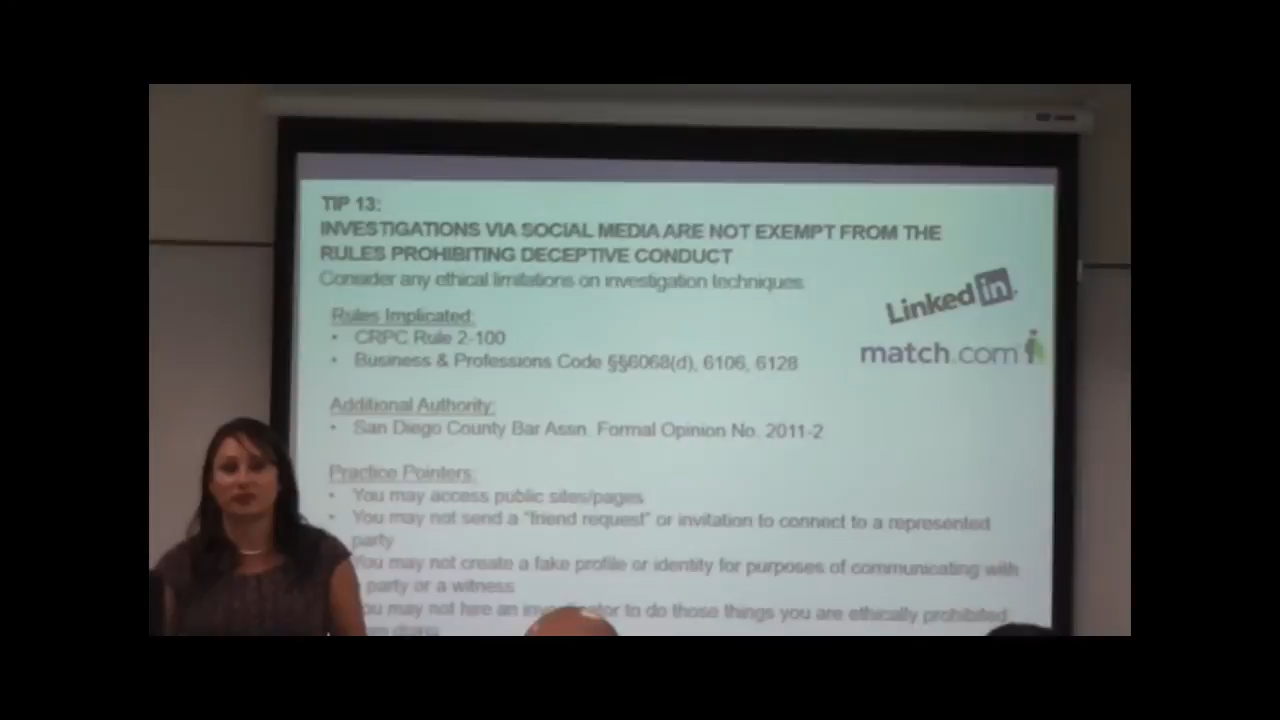 TIP 13:
INVESTIGATIONS VIA SOCIAL MEDIA ARE NOT EXEMPT FROM THE
RULES PROHIBITING DECEPTIVE CONDUCT
Consider any ethical limitations on investigation techniques
Linked in
match.com
Rules Implicated:
• CRPC Rule 2-100
• Business & Professions Code §§6068(d), 6106, 6128
Additional Authority:
• San Diego County Bar Assn. Formal Opinion No. 2011-2
Practice Pointers:
• You may access public sites/pages
• You may not send a "friend request" or invitation to connect to a represented
party
You may not create a fake profile or identity for purposes of communicating with
party or a witness
you may not hire an investigator to do those things you are ethically prohibited